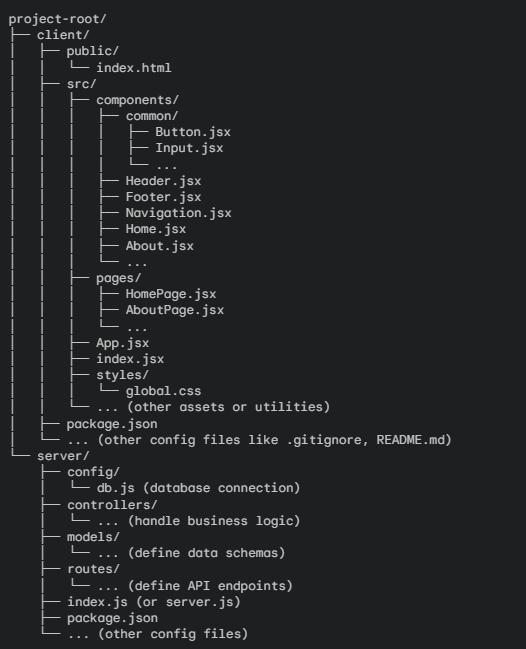 project-root/
├── client/
│   ├── public/
│   │   └── index.html
│   ├── src/
│   │   ├── components/
│   │   │   ├── common/
│   │   │   │   ├── Button.jsx
│   │   │   │   ├── Input.jsx
│   │   │   │   └── ...
│   │   │   ├── Header.jsx
│   │   │   ├── Footer.jsx
│   │   │   ├── Navigation.jsx
│   │   │   ├── Home.jsx
│   │   │   ├── About.jsx
│   │   │   └── ...
│   │   ├── pages/
│   │   │   ├── HomePage.jsx
│   │   │   ├── AboutPage.jsx
│   │   │   └── ...
│   │   ├── App.jsx
│   │   ├── index.jsx
│   │   ├── styles/
│   │   │   └── global.css
│   │   └── ... (other assets or utilities)
│   ├── package.json
│   └── ... (other config files like .gitignore, README.md)
└── server/
    ├── config/
    │   └── db.js (database connection)
    ├── controllers/
    │   └── ... (handle business logic)
    ├── models/
    │   └── ... (define data schemas)
    ├── routes/
    │   └── ... (define API endpoints)
    ├── index.js (or server.js)
    ├── package.json
    └── ... (other config files)